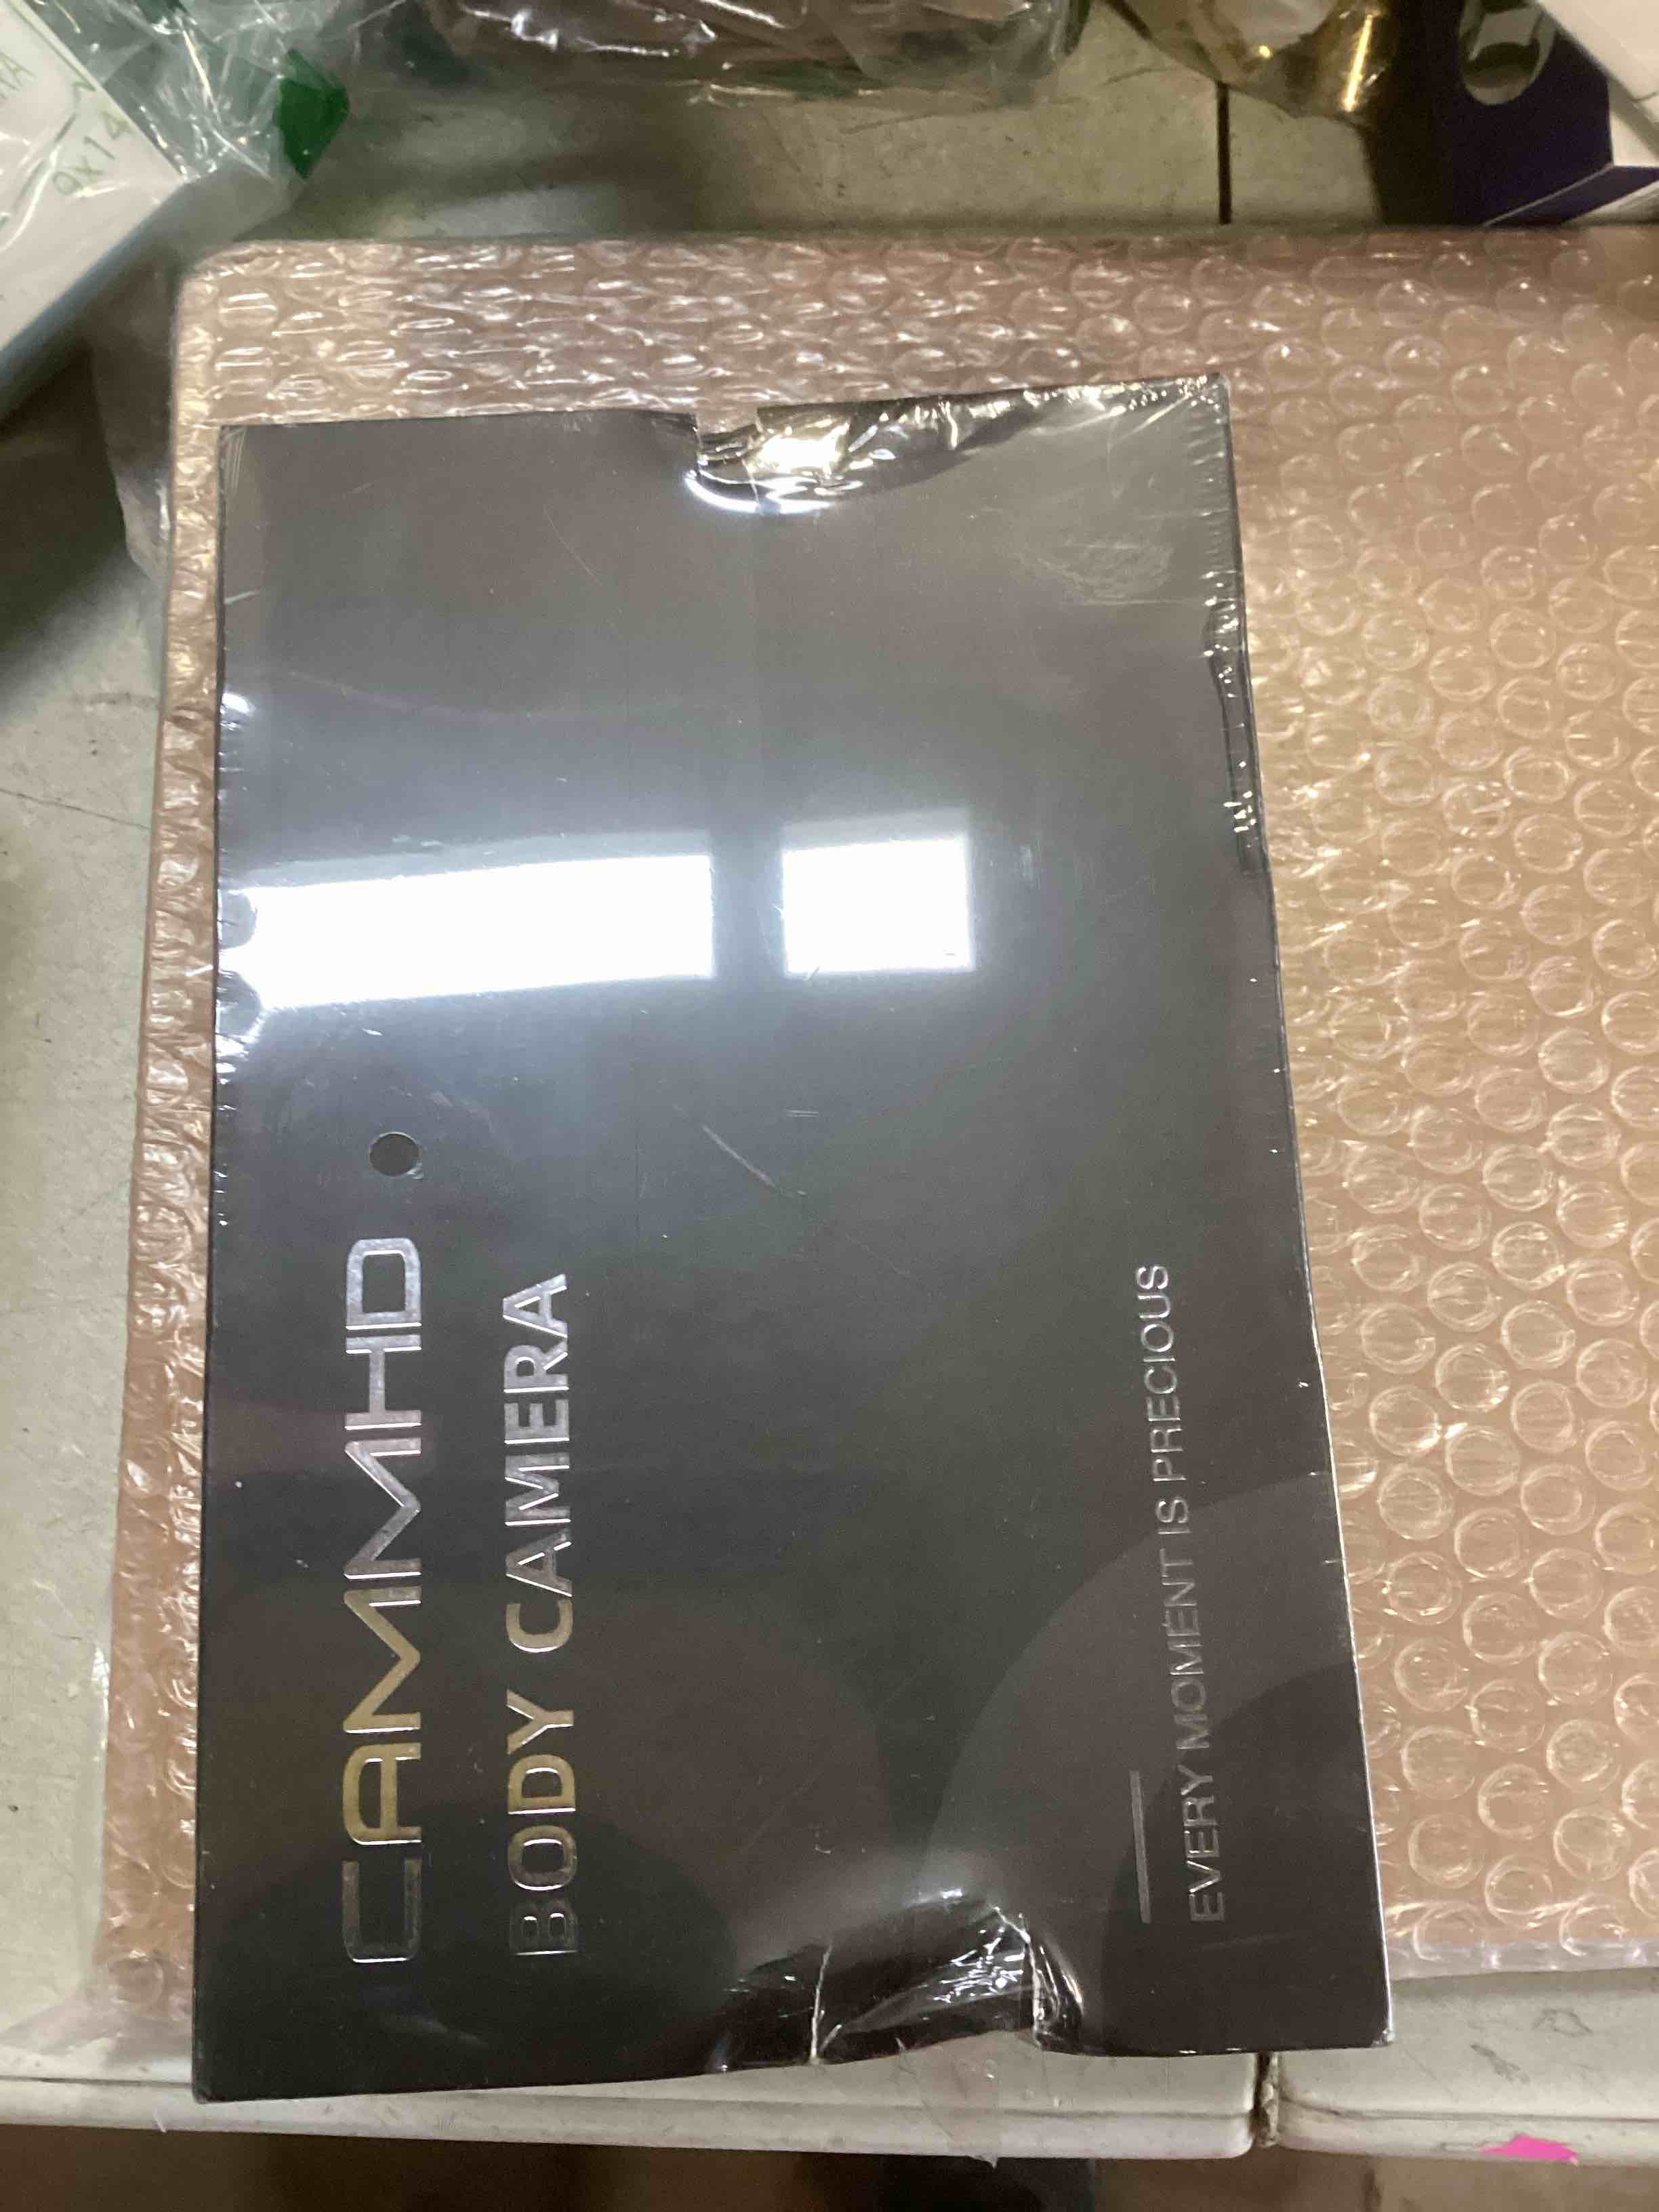 CAMMHD
BODY CAMERA
EVERY MOMENT IS PRECIOUS